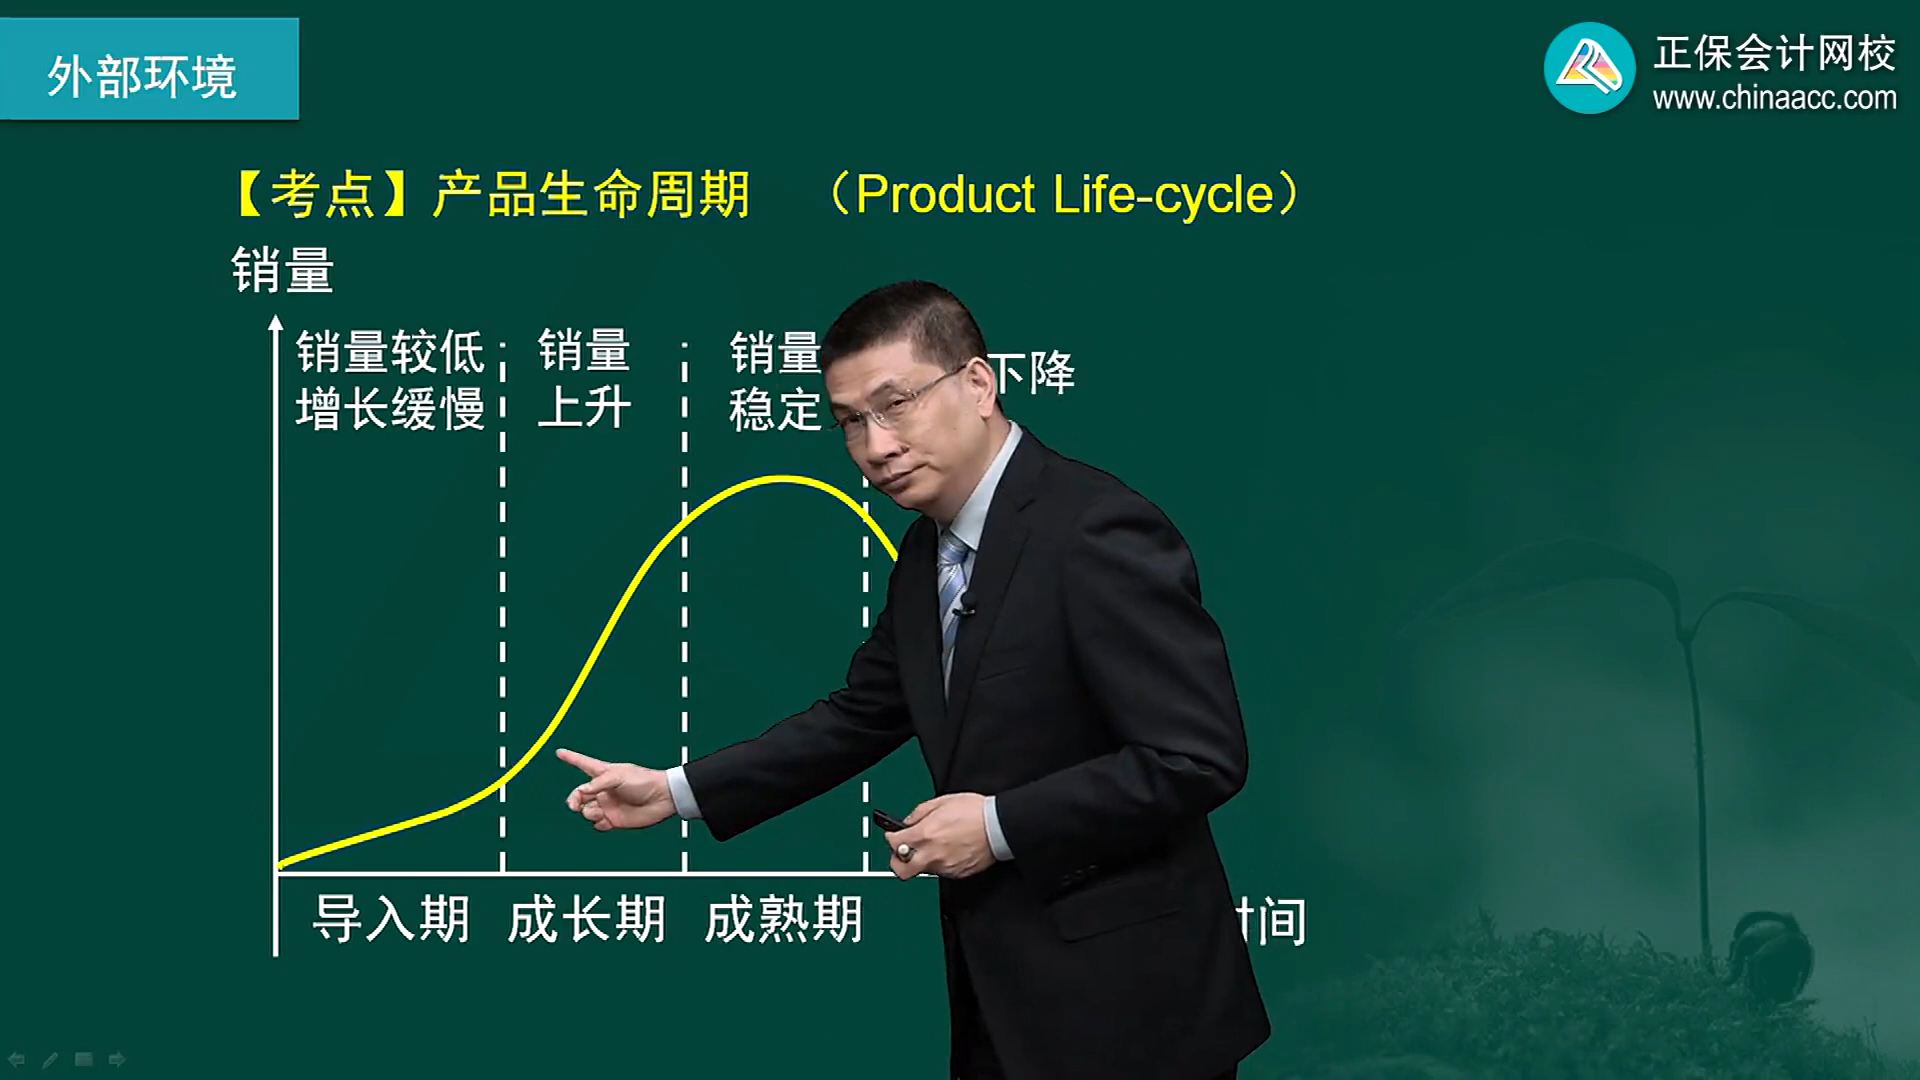 外部环境
正保会计网校
www.chinaacc.com
【考点】产品生命周期 （Product Life-cycle）
销量
销量较低
增长缓慢
销量
上升
销量
稳定
下降
导入期 成长期 成熟期
间